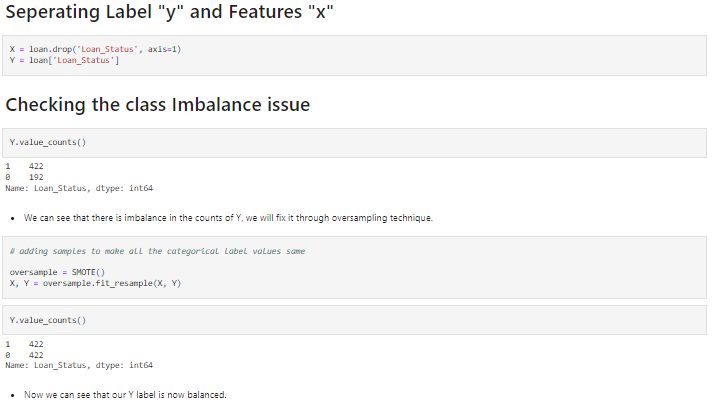 Seperating Label "y" and Features "x"
X = loan.drop('Loan_Status', axis=1)
Y = loan['Loan_Status']
Checking the class Imbalance issue
Y.value_counts()
1    422
0    192
Name: Loan_Status, dtype: int64
• We can see that there is imbalance in the counts of Y, we will fix it through oversampling technique.
# adding samples to make all the categorical label values same
oversample = SMOTE()
X, Y = oversample.fit_resample(X, Y)
Y.value_counts()
1    422
0    422
Name: Loan_Status, dtype: int64
• Now we can see that our Y label is now balanced.